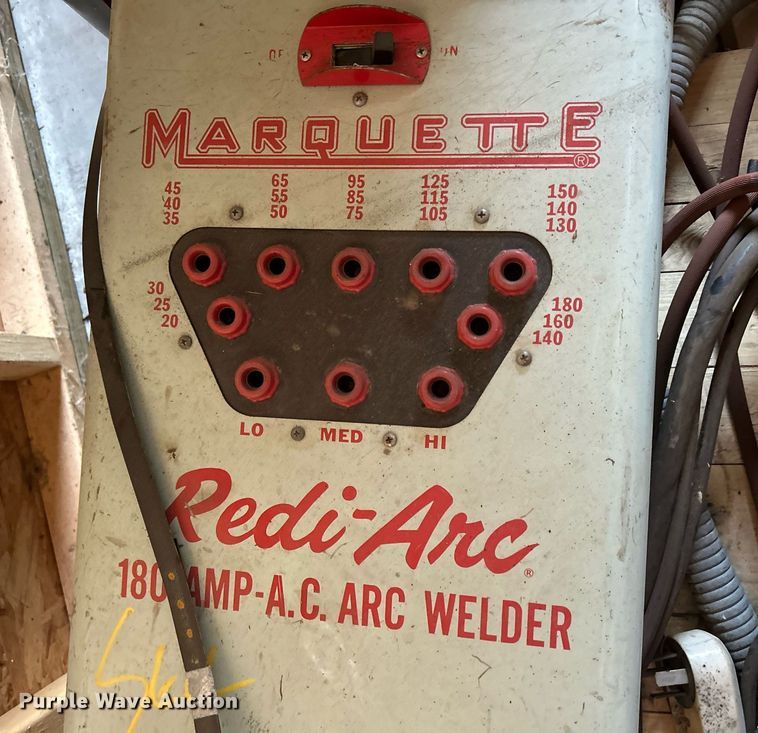 OF ON
MARQUETTE®
45 65 95 125 150
40 55 85 115 140
35 50 75 105 130
30 180
25 160
20 140
LO MED HI
Redi-Arc®
180 AMP-A.C. ARC WELDER
Purple Wave Auction